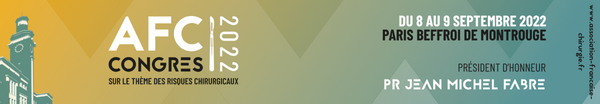 AFC
CONGRES
2022
SUR LE THÈME DES RISQUES CHIRURGICAUX
DU 8 AU 9 SEPTEMBRE 2022
PARIS BEFFROI DE MONTROUGE
PRÉSIDENT D'HONNEUR
PR JEAN MICHEL FABRE
www.association-francaise-
chirurgie.fr